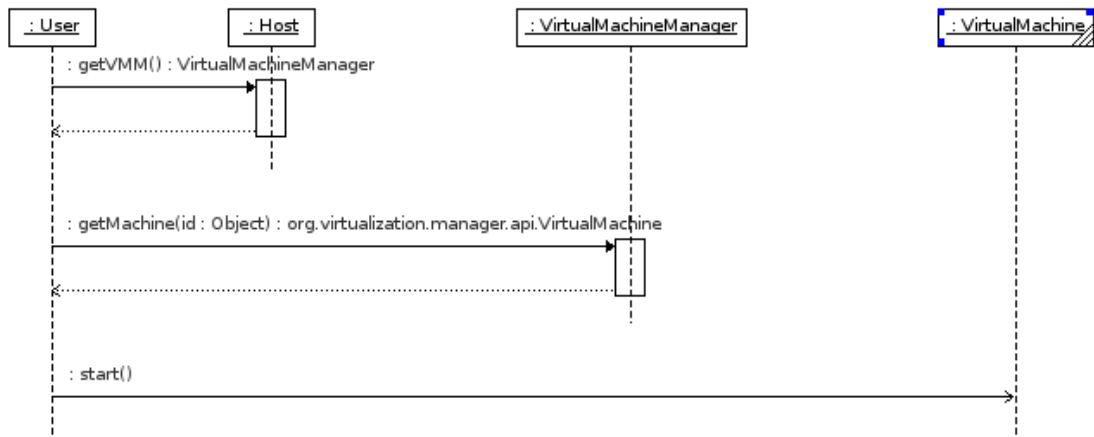 : User
: Host
: VirtualMachineManager
: VirtualMachine
: getVMM() : VirtualMachineManager
: getMachine(id : Object) : org.virtualization.manager.api.VirtualMachine
: start()